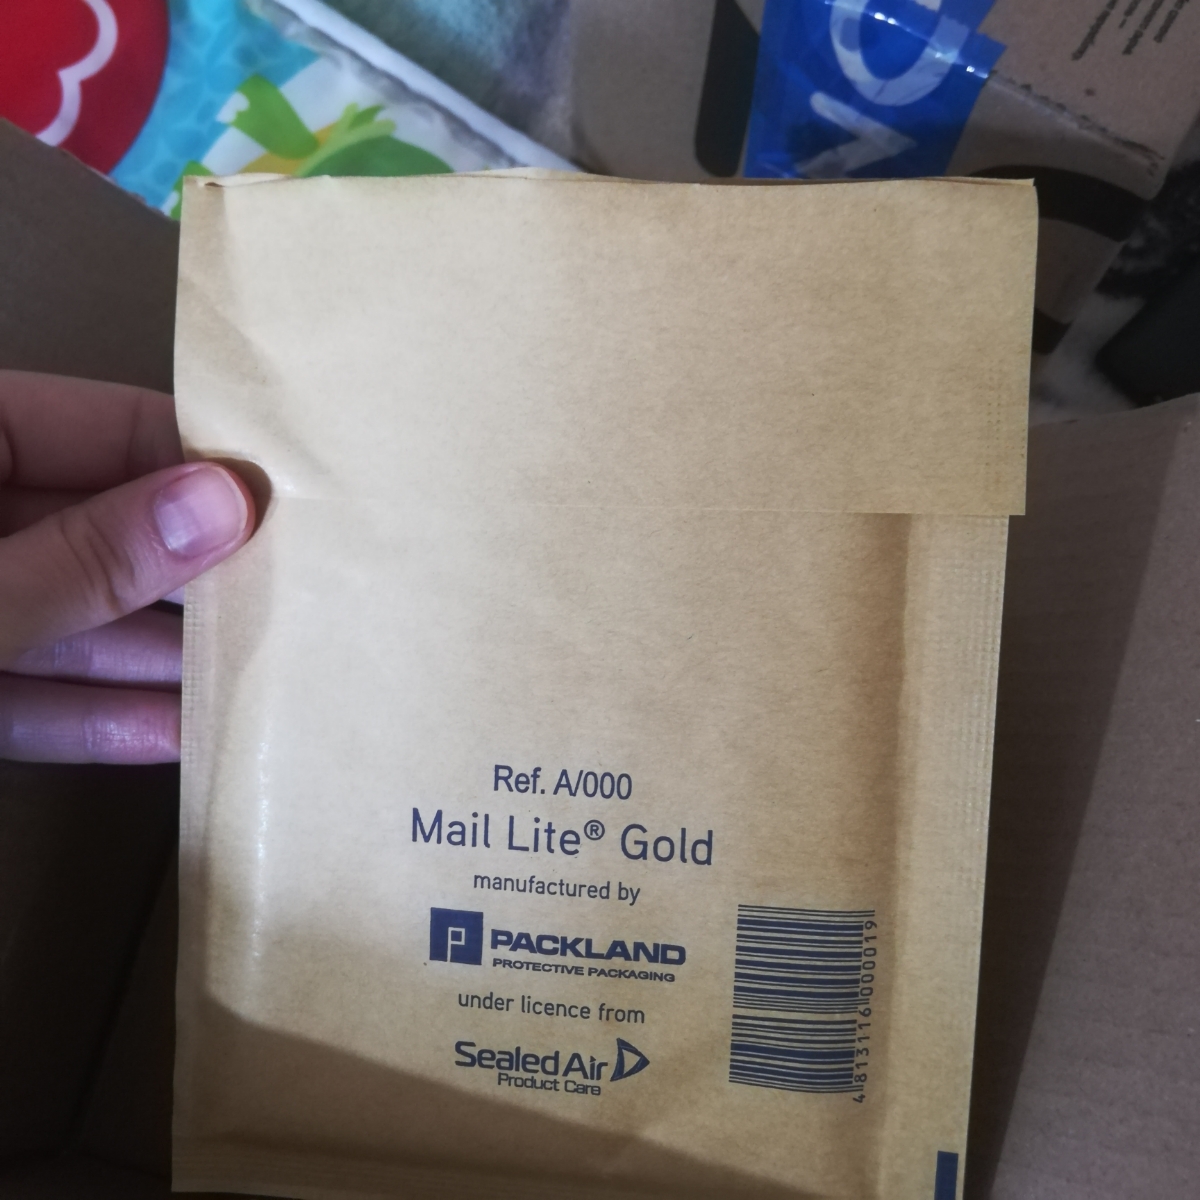 Ref. A/000
Mail Lite® Gold
manufactured by
PACKLAND
PROTECTIVE PACKAGING
under licence from
Sealed Air
Product Care
4813116000019